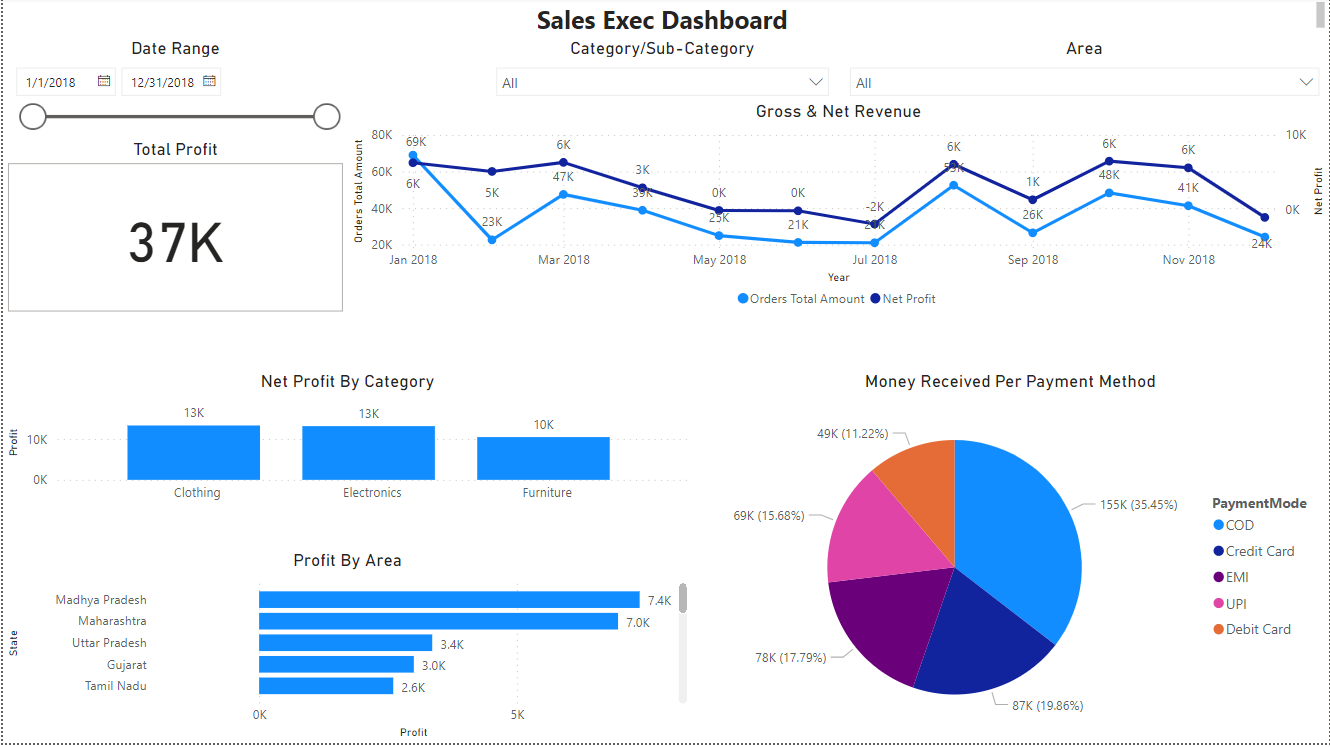 Sales Exec Dashboard
Date Range
Category/Sub-Category
Area
1/1/2018
12/31/2018
All
All
Total Profit
37K
Gross & Net Revenue
Orders Total Amount
80K
60K
40K
20K
69K
6K
5K
23K
6K
47K
3K
39K
0K
25K
0K
21K
-2K
6K
53K
1K
26K
6K
48K
6K
41K
24K
10K
0K
Net Profit
Jan 2018
Mar 2018
May 2018
Jul 2018
Sep 2018
Nov 2018
Year
Orders Total Amount
Net Profit
Net Profit By Category
Profit
10K
0K
13K
13K
10K
Clothing
Electronics
Furniture
Profit By Area
State
Madhya Pradesh
7.4K
Maharashtra
7.0K
Uttar Pradesh
3.4K
Gujarat
3.0K
Tamil Nadu
2.6K
0K
5K
Profit
Money Received Per Payment Method
49K (11.22%)
155K (35.45%)
69K (15.68%)
78K (17.79%)
87K (19.86%)
PaymentMode
COD
Credit Card
EMI
UPI
Debit Card